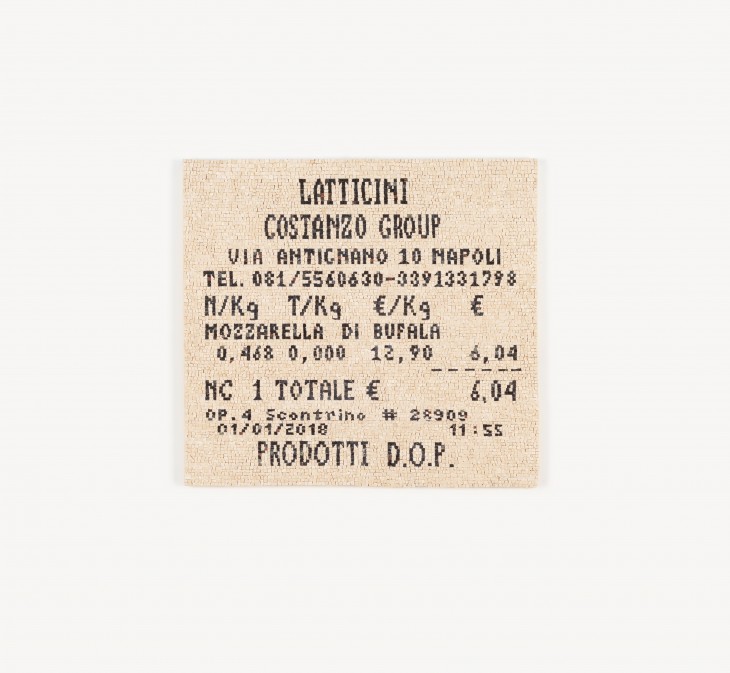 LATTICINI
COSTANZO GROUP
VIA ANTIGNANO 10 NAPOLI
TEL. 081/5560630-3391331798
N/Kg T/Kg €/Kg €
MOZZARELLA DI BUFALA
0,468 0,000 12,90 6,04
NC 1 TOTALE € 6,04
OP.4 Scontrino # 28909
01/01/2018 11:55
PRODOTTI D.O.P.